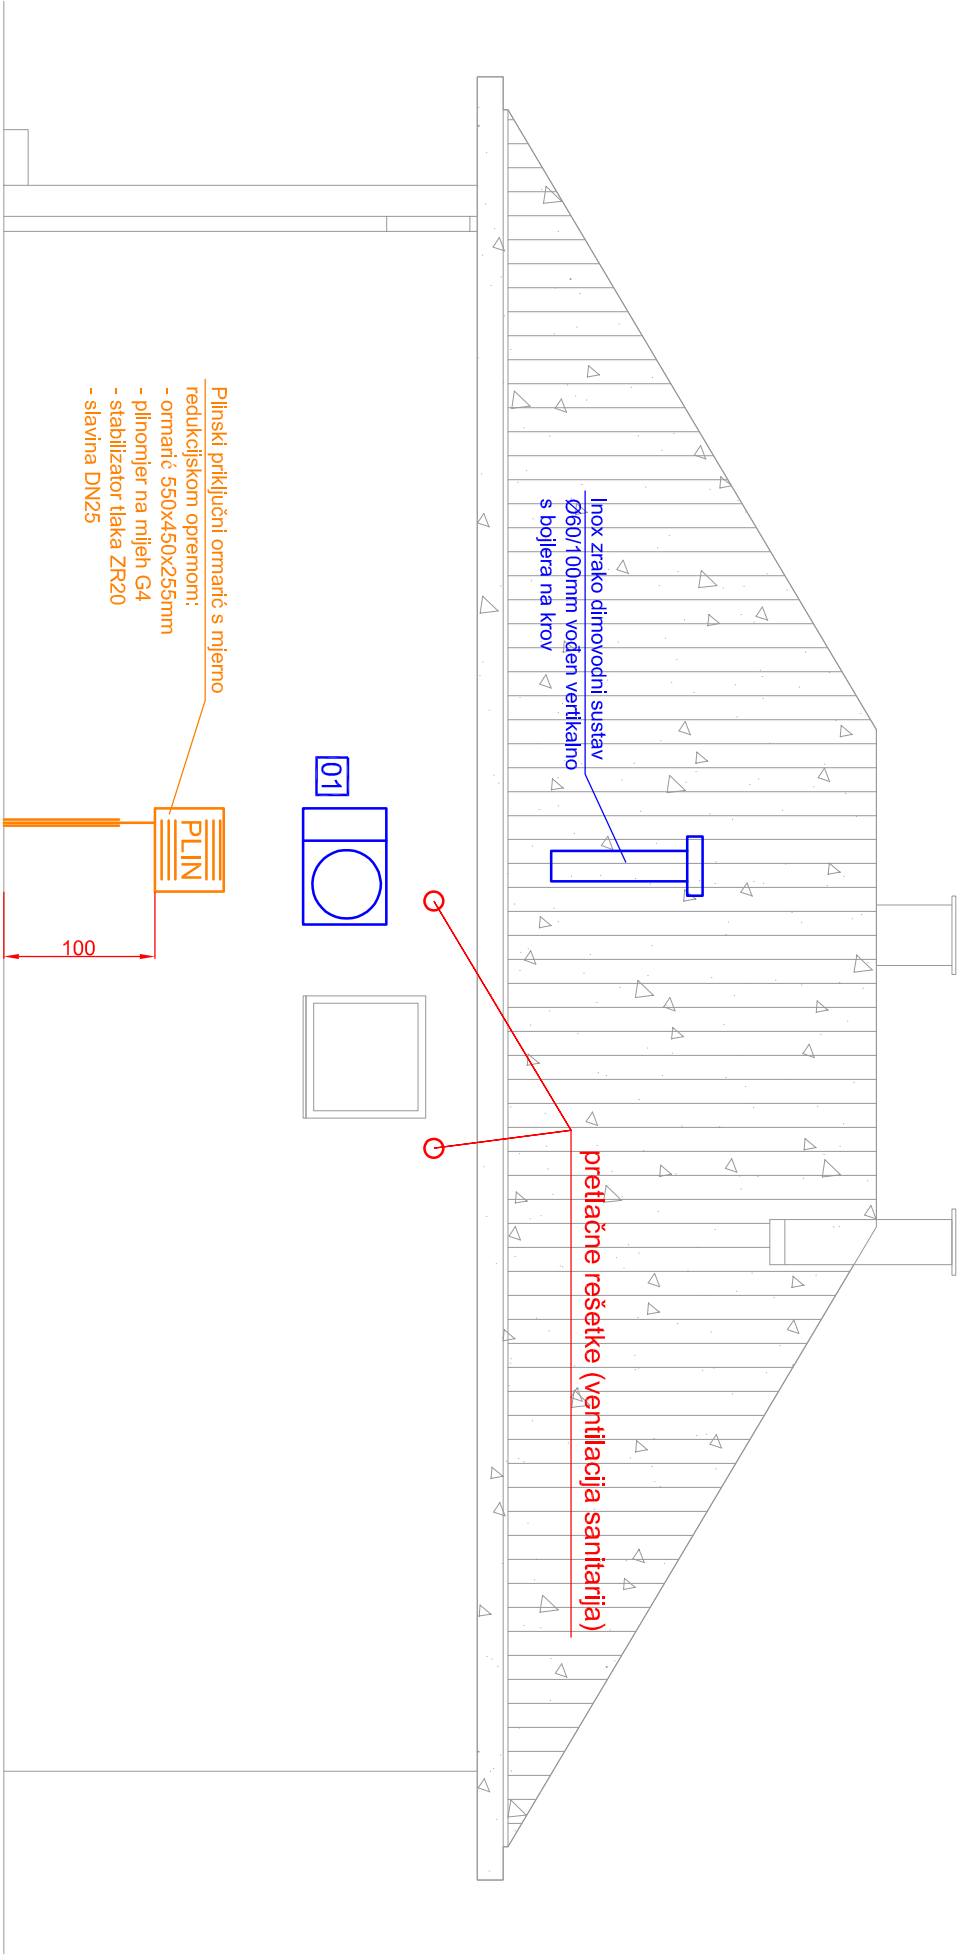 Inox zrako dimovodni sustav
Ø60/100mm vođen vertikalno
s bojlera na krov
pretlačne rešetke (ventilacija sanitarija)
01
Plinski priključni ormarić s mjerno
redukcijskom opremom:
- ormarić 550x450x255mm
- plinomjer na mijeh G4
- stabilizator tlaka ZR20
- slavina DN25
PLIN
100